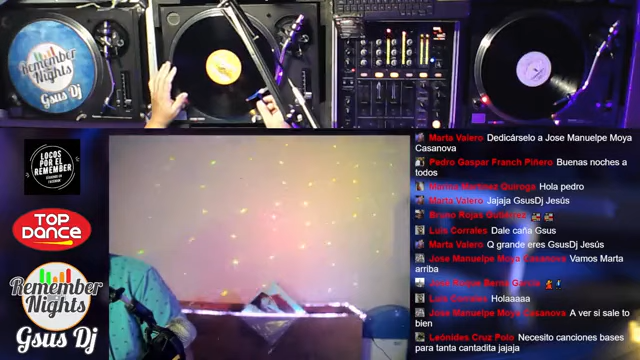 Remember
Nights
Gsus Dj
LOCOS
POR EL
REMEMBER
TOP
DANCE
Remember
Nights
Gsus Dj
Marta Valero Dedicárselo a Jose Manuelpe Moya
Casanova
Pedro Gaspar Franch Piñero Buenas noches a
todos
Hola pedro
Marta Valero Jajaja GsusDj Jesús
Bruno Rojas Gutiérrez
Luis Corrales Dale caña Gsus
Marta Valero Q grande eres GsusDj Jesús
Jose Manuelpe Moya Casanova Vamos Marta
arriba
Luis Corrales Holaaaaa
Jose Manuelpe Moya Casanova A ver si sale to
bien
Leónides Cruz Polo Necesito canciones bases
para tanta cantadita jajaja